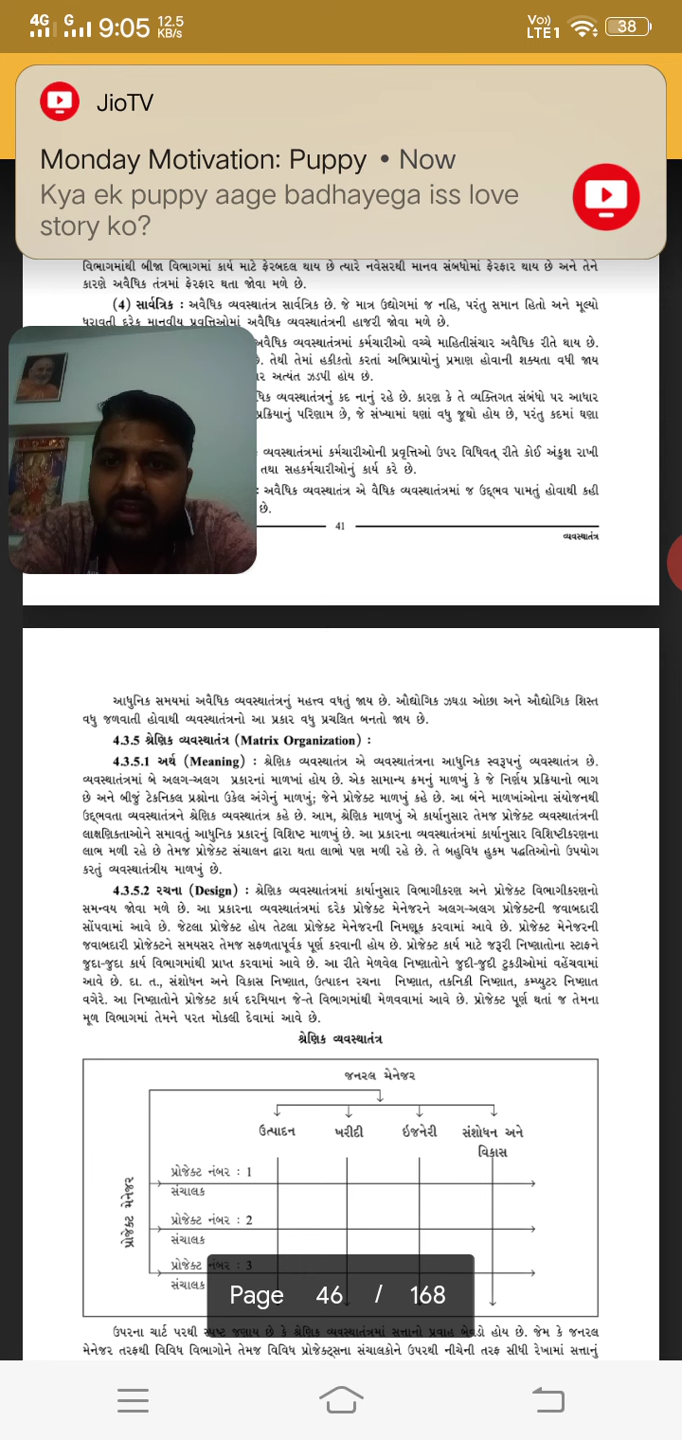 4G G 9:05 12.5 KB/s Vo)) LTE1 38
JioTV
Monday Motivation: Puppy • Now
Kya ek puppy aage badhayega iss love
story ko?
વિભાગમાંથી બીજા વિભાગમાં કાર્ય માટે ફેરબદલ થાય છે ત્યારે નવેસરથી માનવ સંબંધોમાં ફેરફાર થાય છે અને તેને
કારણે અવૈધિક તંત્રમાં ફેરફાર થતા જોવા મળે છે.
(4) સાર્વત્રિક : અવૈધિક વ્યવસ્થાતંત્ર સાર્વત્રિક છે. જે માત્ર ઉદ્યોગમાં જ નહિ, પરંતુ સમાન હિતો અને મૂલ્યો
ધરાવતી દરેક માનવીય પ્રવૃત્તિઓમાં અવૈધિક વ્યવસ્થાતંત્રની હાજરી જોવા મળે છે.
અવૈધિક વ્યવસ્થાતંત્રમાં કર્મચારીઓ વચ્ચે માહિતીસંચાર અવૈધિક રીતે થાય છે.
તેથી તેમાં હકીકતો કરતાં અભિપ્રાયોનું પ્રમાણ હોવાની શક્યતા વધી જાય
અત્યંત ઝડપી હોય છે.
વ્યવસ્થાતંત્રનું કદ નાનું રહે છે. કારણ કે તે વ્યક્તિગત સંબંધો પર આધાર
પ્રક્રિયાનું પરિણામ છે, જે સંખ્યામાં ઘણાં વધુ જૂથો હોય છે, પરંતુ કદમાં ઘણા
વ્યવસ્થાતંત્રમાં કર્મચારીઓની પ્રવૃત્તિઓ ઉપર વિધિવત્ રીતે કોઈ અંકુશ રાખી
તથા સહકર્મચારીઓનું કાર્ય કરે છે.
: અવૈધિક વ્યવસ્થાતંત્ર એ વૈધિક વ્યવસ્થાતંત્રમાં જ ઉદ્ભવ પામતું હોવાથી કહી
છે.
41
વ્યવસ્થાતંત્ર
આધુનિક સમયમાં અવૈધિક વ્યવસ્થાતંત્રનું મહત્ત્વ વધતું જાય છે. ઔદ્યોગિક ઝઘડા ઓછા અને ઔદ્યોગિક શિસ્ત
વધુ જળવાતી હોવાથી વ્યવસ્થાતંત્રનો આ પ્રકાર વધુ પ્રચલિત બનતો જાય છે.
4.3.5 શ્રેણિક વ્યવસ્થાતંત્ર (Matrix Organization) :
4.3.5.1 અર્થ (Meaning) : શ્રેણિક વ્યવસ્થાતંત્ર એ વ્યવસ્થાતંત્રના આધુનિક સ્વરૂપનું વ્યવસ્થાતંત્ર છે.
વ્યવસ્થાતંત્રમાં બે અલગ-અલગ પ્રકારનાં માળખાં હોય છે. એક સામાન્ય ક્રમનું માળખું કે જે નિર્ણય પ્રક્રિયાનો ભાગ
છે અને બીજું ટેકનિકલ પ્રશ્નોના ઉકેલ અંગેનું માળખું; જેને પ્રોજેક્ટ માળખું કહે છે. આ બંને માળખાંઓના સંયોજનથી
ઉદ્ભવતા વ્યવસ્થાતંત્રને શ્રેણિક વ્યવસ્થાતંત્ર કહે છે. આમ, શ્રેણિક માળખું એ કાર્યાનુસાર તેમજ પ્રોજેક્ટ વ્યવસ્થાતંત્રની
લાક્ષણિકતાઓને સમાવતું આધુનિક પ્રકારનું વિશિષ્ટ માળખું છે. આ પ્રકારના વ્યવસ્થાતંત્રમાં કાર્યાનુસાર વિશિષ્ટીકરણના
લાભ મળી રહે છે તેમજ પ્રોજેક્ટ સંચાલન દ્વારા થતા લાભો પણ મળી રહે છે. તે બહુવિધ હુકમ પદ્ધતિઓનો ઉપયોગ
કરતું વ્યવસ્થાતંત્રીય માળખું છે.
4.3.5.2 રચના (Design) : શ્રેણિક વ્યવસ્થાતંત્રમાં કાર્યાનુસાર વિભાગીકરણ અને પ્રોજેક્ટ વિભાગીકરણનો
સમન્વય જોવા મળે છે. આ પ્રકારના વ્યવસ્થાતંત્રમાં દરેક પ્રોજેક્ટ મેનેજરને અલગ-અલગ પ્રોજેક્ટની જવાબદારી
સોંપવામાં આવે છે. જેટલા પ્રોજેક્ટ હોય તેટલા પ્રોજેક્ટ મેનેજરની નિમણૂક કરવામાં આવે છે. પ્રોજેક્ટ મેનેજરની
જવાબદારી પ્રોજેક્ટને સમયસર તેમજ સફળતાપૂર્વક પૂર્ણ કરવાની હોય છે. પ્રોજેક્ટ કાર્ય માટે જરૂરી નિષ્ણાતોના સ્ટાફને
જુદા-જુદા કાર્ય વિભાગમાંથી પ્રાપ્ત કરવામાં આવે છે. આ રીતે મેળવેલ નિષ્ણાતોને જુદી-જુદી ટુકડીઓમાં વહેંચવામાં
આવે છે. દા. ત., સંશોધન અને વિકાસ નિષ્ણાત, ઉત્પાદન રચના નિષ્ણાત, તકનિકી નિષ્ણાત, કમ્પ્યુટર નિષ્ણાત
વગેરે. આ નિષ્ણાતોને પ્રોજેક્ટ કાર્ય દરમિયાન જે-તે વિભાગમાંથી મેળવવામાં આવે છે. પ્રોજેક્ટ પૂર્ણ થતાં જ તેમના
મૂળ વિભાગમાં તેમને પરત મોકલી દેવામાં આવે છે.
શ્રેણિક વ્યવસ્થાતંત્ર
જનરલ મેનેજર
ઉત્પાદન ખરીદી ઇજનેરી સંશોધન અને
વિકાસ
પ્રોજેક્ટ મેનેજર
પ્રોજેક્ટ નંબર : 1
સંચાલક
પ્રોજેક્ટ નંબર : 2
સંચાલક
પ્રોજેક્ટ નંબર : 3
સંચાલક
Page 46 / 168
ઉપરના ચાર્ટ પરથી સ્પષ્ટ જણાય છે કે શ્રેણિક વ્યવસ્થાતંત્રમાં સત્તાનો પ્રવાહ બેવડો હોય છે. જેમ કે જનરલ
મેનેજર તરફથી વિવિધ વિભાગોને તેમજ વિવિધ પ્રોજેક્ટ્સના સંચાલકોને ઉપરથી નીચેની તરફ સીધી રેખામાં સત્તાનું